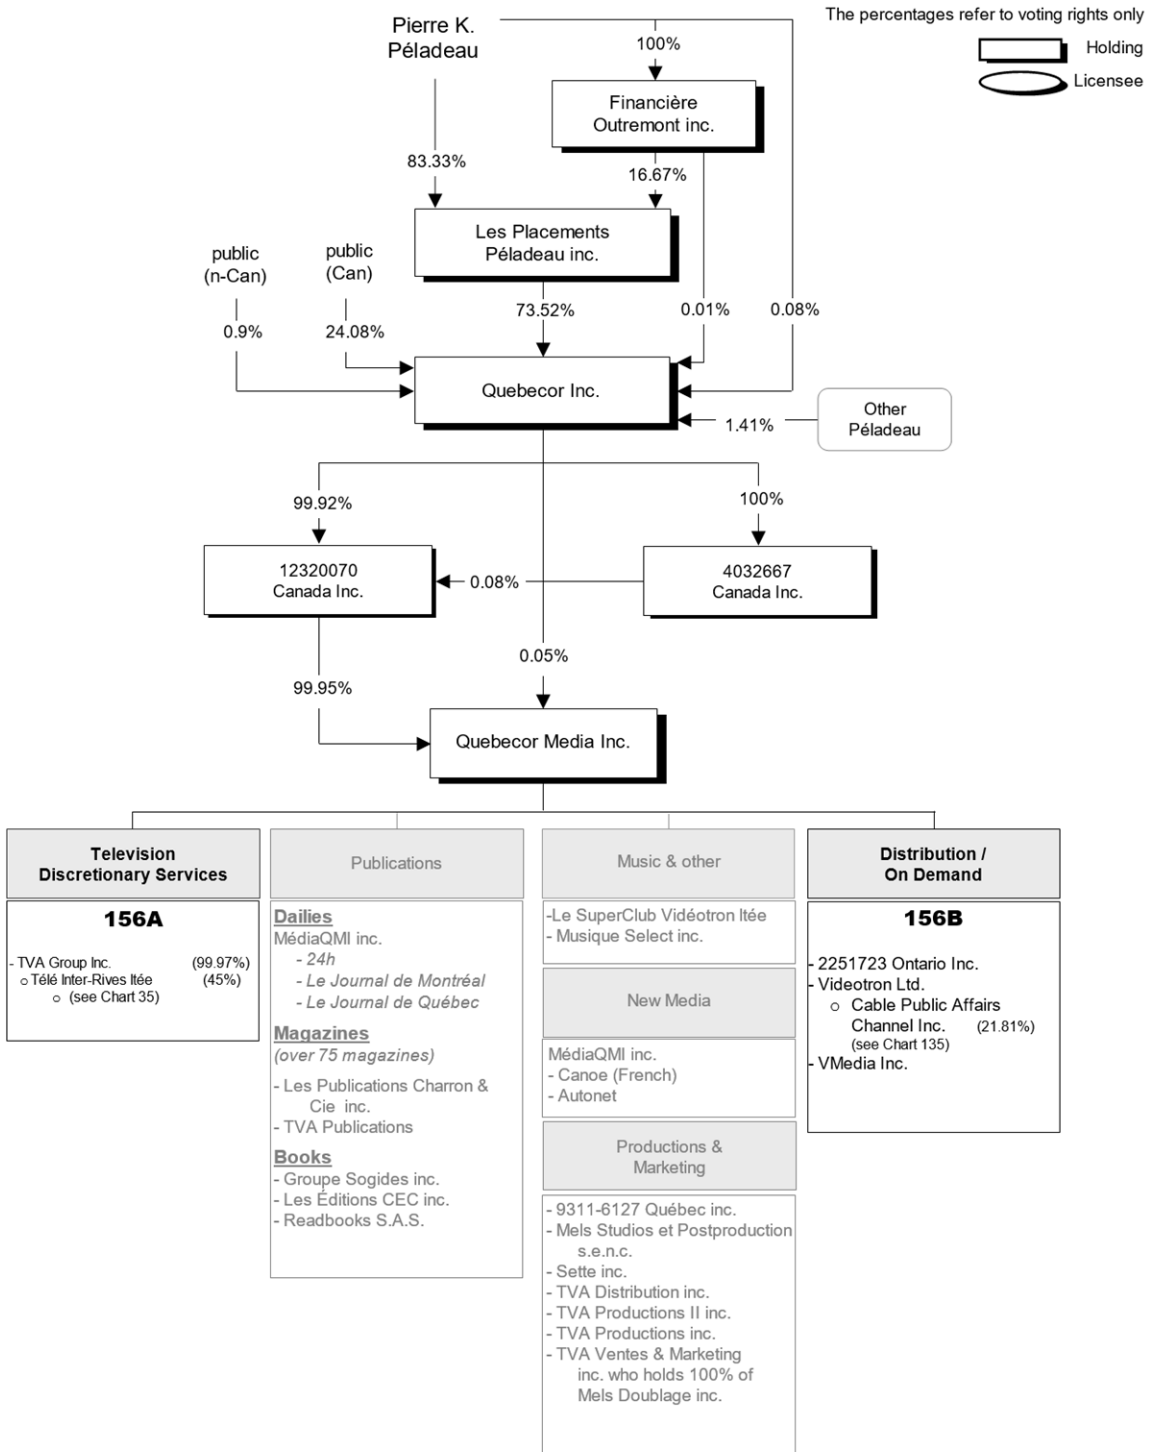 The percentages refer to voting rights only
Holding
Licensee
Pierre K.
Péladeau
100%
Financière
Outremont inc.
83.33%
16.67%
Les Placements
Péladeau inc.
public
(n-Can)
public
(Can)
0.9%
24.08%
73.52%
0.01%
0.08%
Quebecor Inc.
1.41%
Other
Péladeau
99.92%
100%
12320070
Canada Inc.
0.08%
4032667
Canada Inc.
0.05%
99.95%
Quebecor Media Inc.
Television
Discretionary Services
156A
- TVA Group Inc. (99.97%)
o Télé Inter-Rives ltée (45%)
o (see Chart 35)
Publications
Dailies
MédiaQMI inc.
- 24h
- Le Journal de Montréal
- Le Journal de Québec
Magazines
(over 75 magazines)
- Les Publications Charron &
Cie inc.
- TVA Publications
Books
- Groupe Sogides inc.
- Les Éditions CEC inc.
- Readbooks S.A.S.
Music & other
-Le SuperClub Vidéotron ltée
- Musique Select inc.
New Media
MédiaQMI inc.
- Canoe (French)
- Autonet
Productions &
Marketing
- 9311-6127 Québec inc.
- Mels Studios et Postproduction
s.e.n.c.
- Sette inc.
- TVA Distribution inc.
- TVA Productions II inc.
- TVA Productions inc.
- TVA Ventes & Marketing
inc. who holds 100% of
Mels Doublage inc.
Distribution /
On Demand
156B
- 2251723 Ontario Inc.
- Videotron Ltd.
o Cable Public Affairs
Channel Inc. (21.81%)
(see Chart 135)
- VMedia Inc.